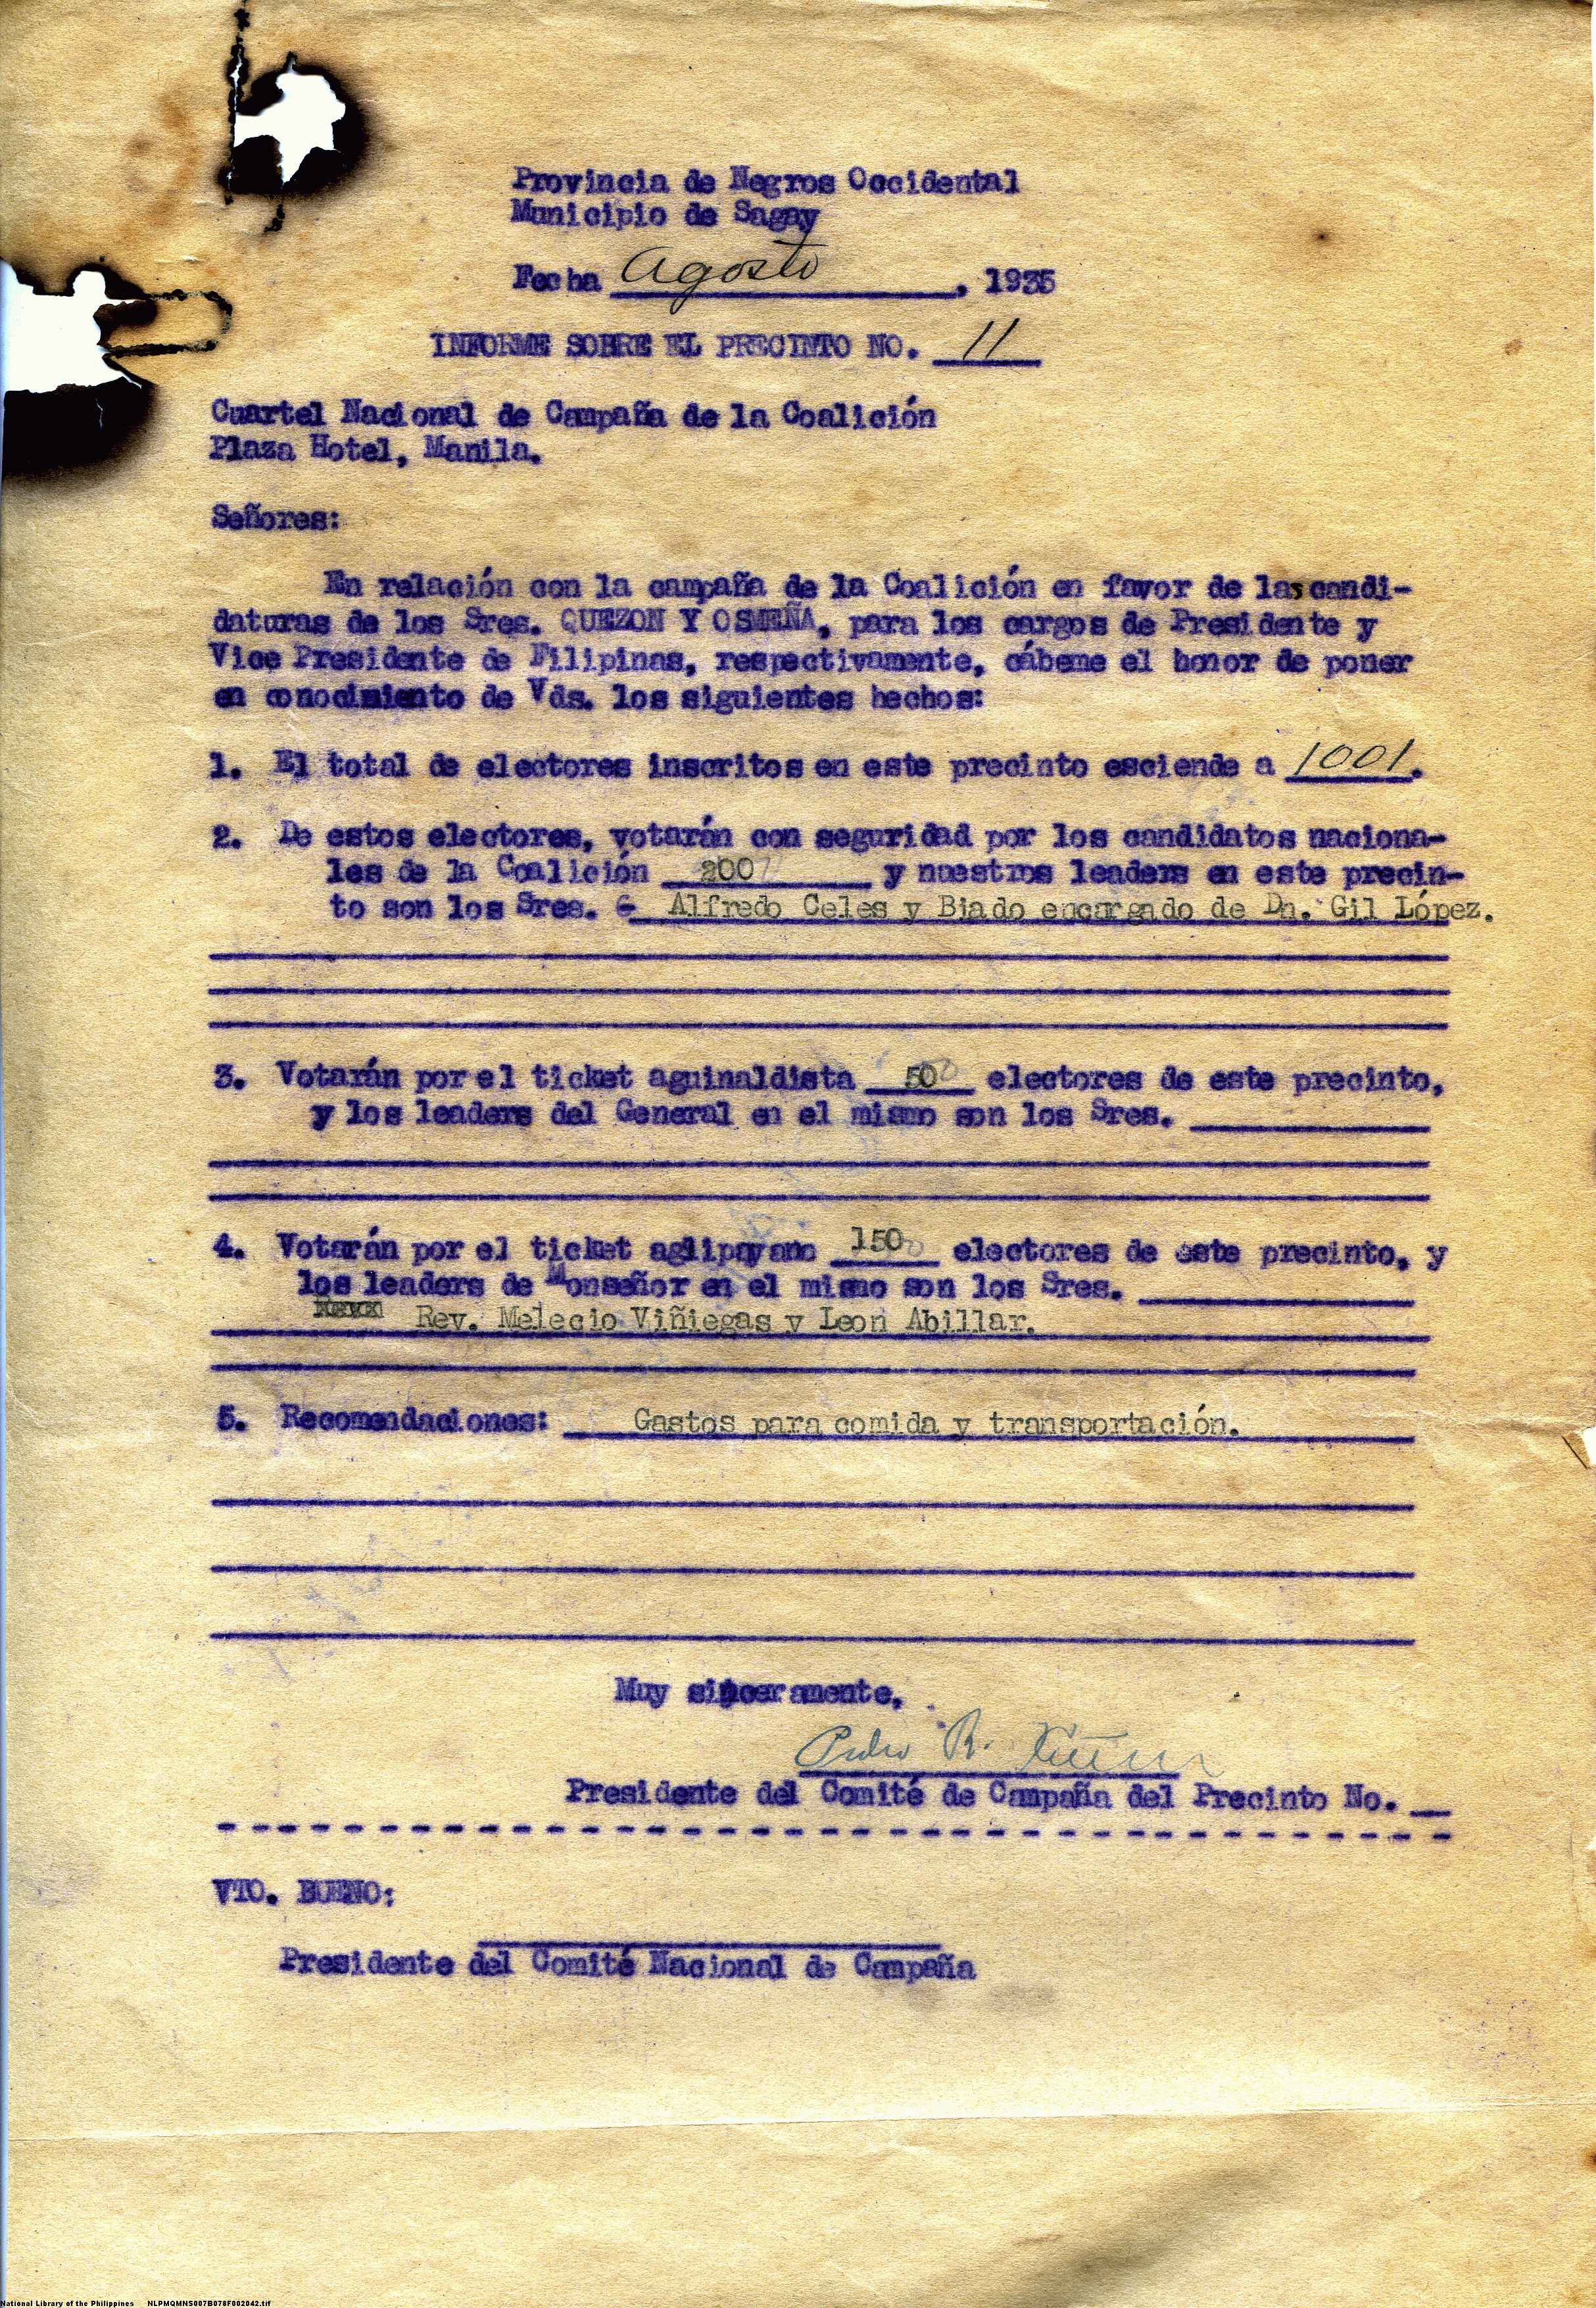 Provincia de Negros Occidental
Municipio de Sagay
Fecha Agosto, 1935
INFORME SOBRE EL PRECINTO NO. 11
Cuartel Nacional de Campaña de la Coalición
Plaza Hotel, Manila.
Señores:
En relación con la campaña de la Coalición en favor de las candi-
daturas de los Sres. QUEZON Y OSMEÑA, para los cargos de Presidente y
Vice Presidente de Filipinas, respectivamente, cábeme el honor de poner
en conocimiento de Vds. los siguientes hechos:
1. El total de electores inscritos en este precinto esciende a 1001.
2. De estos electores, votarán con seguridad por los candidatos naciona-
les de la Coalición 200 y nuestros leaders en este precin-
to son los Sres. Alfredo Celes y Biado encargado de Dn. Gil López.
3. Votarán por el ticket aguinaldista 50 electores de este precinto,
y los leaders del General en el mismo son los Sres.
4. Votarán por el ticket aglipayano 150 electores de este precinto, y
los leaders de Monseñor en el mismo son los Sres.
Rev. Melecio Viñiegas y Leon Abillar.
5. Recomendaciones: Gastos para comida y transportación.
Muy sinceramente,
Pedro R.
Presidente del Comité de Campaña del Precinto No.
VTO. BUENO:
Presidente del Comité Nacional de Campaña
National Library of the Philippines NLPMQMNS007B078F002042.tif